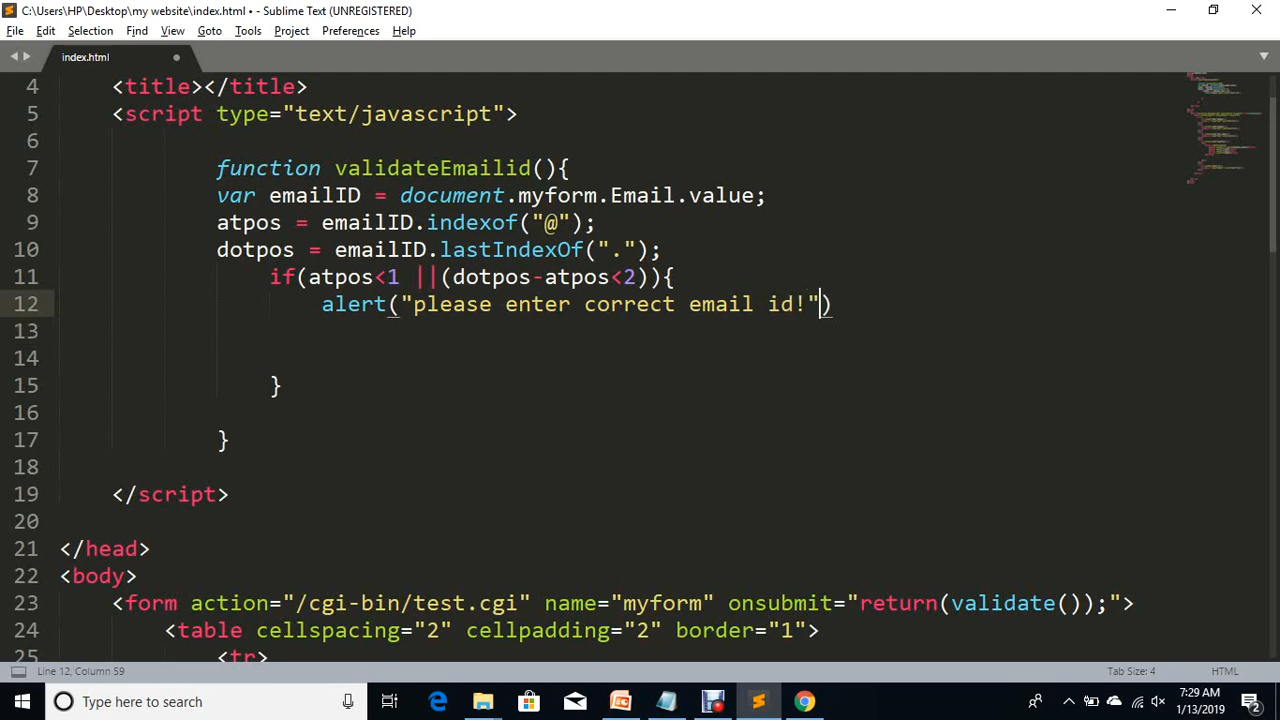 C:\Users\HP\Desktop\my website\index.html • - Sublime Text (UNREGISTERED)
File Edit Selection Find View Goto Tools Project Preferences Help
index.html
4 <title></title>
5 <script type="text/javascript">
6
7 function validateEmailid(){
8 var emailID = document.myform.Email.value;
9 atpos = emailID.indexof("@");
10 dotpos = emailID.lastIndexOf(".");
11 if(atpos<1 ||(dotpos-atpos<2)){
12 alert("please enter correct email id!")
13
14
15 }
16
17 }
18
19 </script>
20
21 </head>
22 <body>
23 <form action="/cgi-bin/test.cgi" name="myform" onsubmit="return(validate());">
24 <table cellspacing="2" cellpadding="2" border="1">
25 <tr>
Line 12, Column 59 Tab Size: 4 HTML
Type here to search 7:29 AM
1/13/2019 2